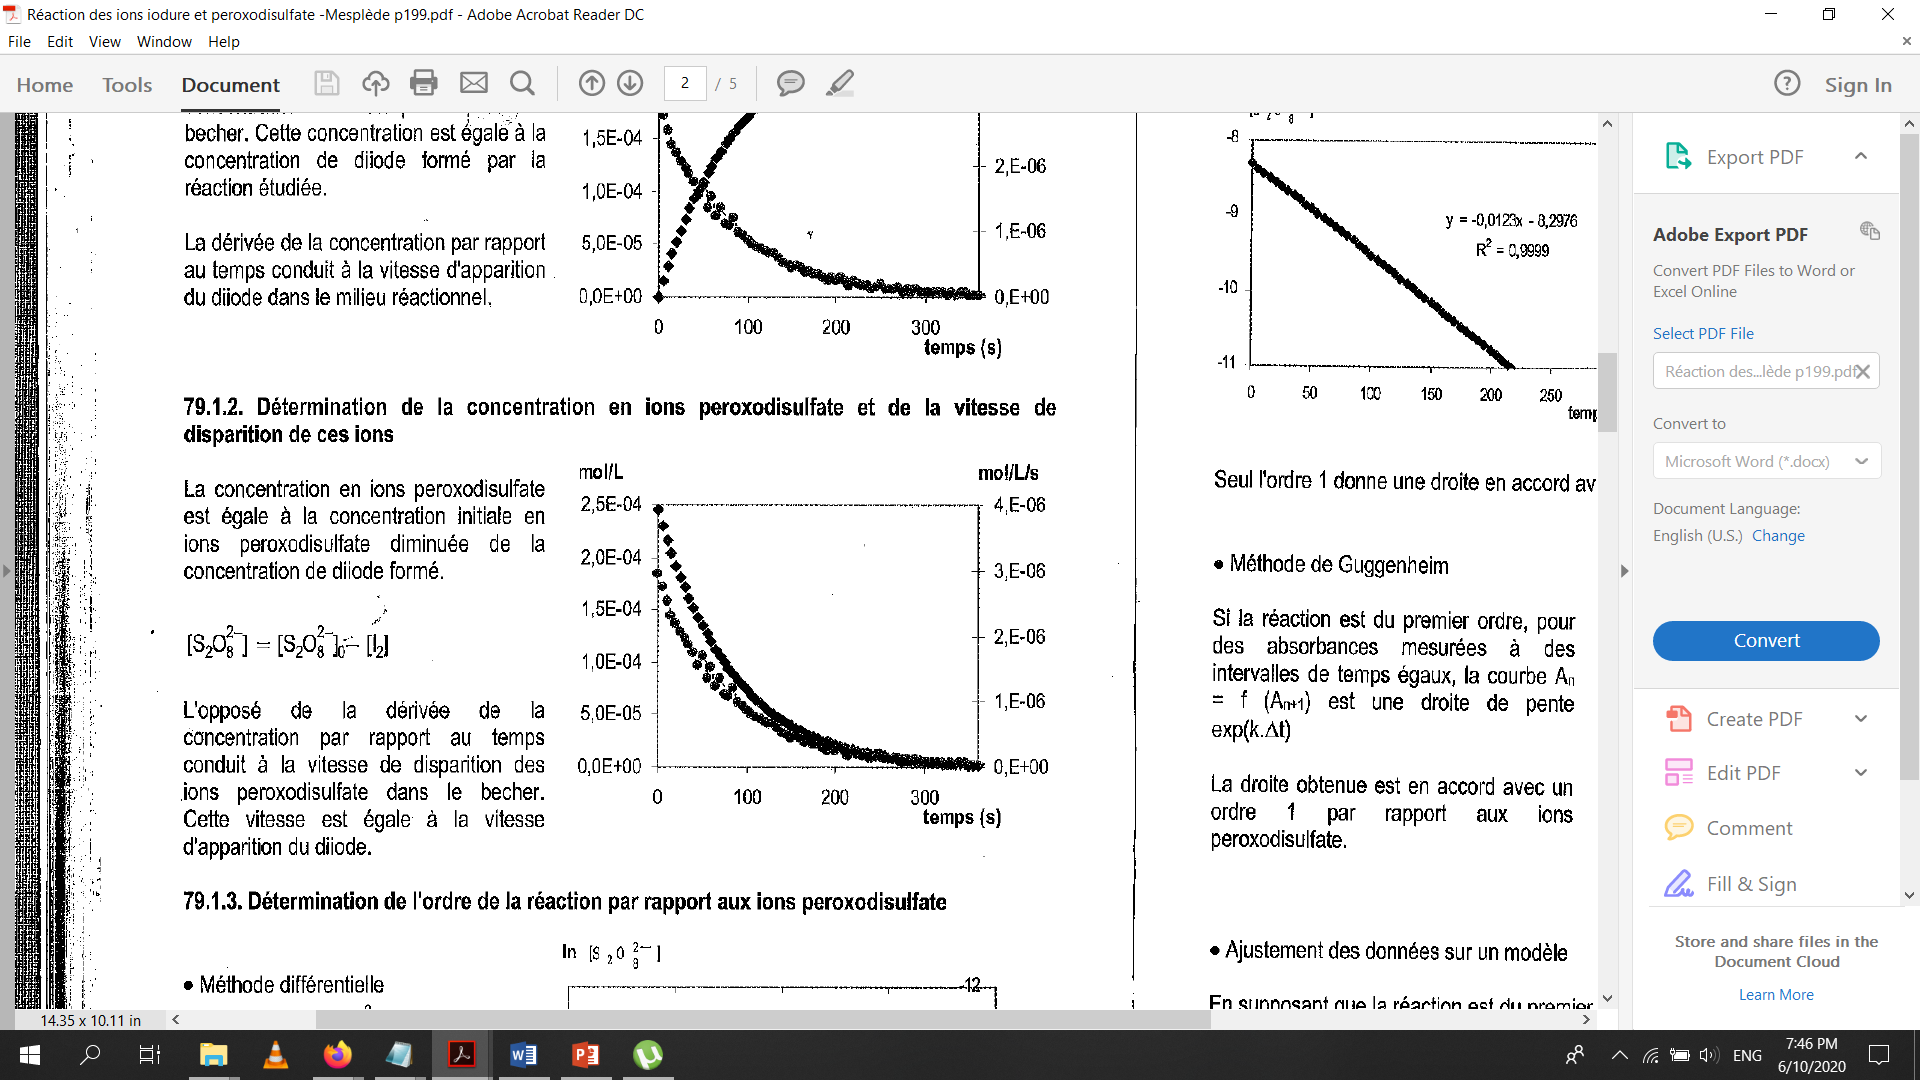 Réaction des ions iodure et peroxodisulfate -Mesplède p199.pdf - Adobe Acrobat Reader DC
File Edit View Window Help
Home Tools Document 2 / 5 Sign In
becher. Cette concentration est égale à la
concentration de diiode formé par la
réaction étudiée.
La dérivée de la concentration par rapport
au temps conduit à la vitesse d'apparition
du diiode dans le milieu réactionnel.
1,5E-04
1,0E-04
5,0E-05
0,0E+00
2,E-06
1,E-06
0,E+00
0 100 200 300
temps (s)
79.1.2. Détermination de la concentration en ions peroxodisulfate et de la vitesse de
disparition de ces ions
La concentration en ions peroxodisulfate
est égale à la concentration initiale en
ions peroxodisulfate diminuée de la
concentration de diiode formé.
[S₂O₈²⁻] = [S₂O₈²⁻]₀ − [I₂]
L'opposé de la dérivée de la
concentration par rapport au temps
conduit à la vitesse de disparition des
ions peroxodisulfate dans le becher.
Cette vitesse est égale à la vitesse
d'apparition du diiode.
mol/L mol/L/s
2,5E-04
2,0E-04
1,5E-04
1,0E-04
5,0E-05
0,0E+00
4,E-06
3,E-06
2,E-06
1,E-06
0,E+00
0 100 200 300
temps (s)
79.1.3. Détermination de l'ordre de la réaction par rapport aux ions peroxodisulfate
ln [S₂O₈²⁻]
• Méthode différentielle
-12
-8
-9
-10
-11
y = -0,0123x - 8,2976
R² = 0,9999
0 50 100 150 200 250
temp
Seul l'ordre 1 donne une droite en accord av
• Méthode de Guggenheim
Si la réaction est du premier ordre, pour
des absorbances mesurées à des
intervalles de temps égaux, la courbe Aₙ
= f (Aₙ₊₁) est une droite de pente
exp(k.Δt)
La droite obtenue est en accord avec un
ordre 1 par rapport aux ions
peroxodisulfate.
• Ajustement des données sur un modèle
En supposant que la réaction est du premier
14.35 x 10.11 in
Export PDF
Adobe Export PDF
Convert PDF Files to Word or
Excel Online
Select PDF File
Réaction des...lède p199.pdf
Convert to
Microsoft Word (*.docx)
Document Language:
English (U.S.) Change
Convert
Create PDF
Edit PDF
Comment
Fill & Sign
Store and share files in the
Document Cloud
Learn More
ENG
7:46 PM
6/10/2020